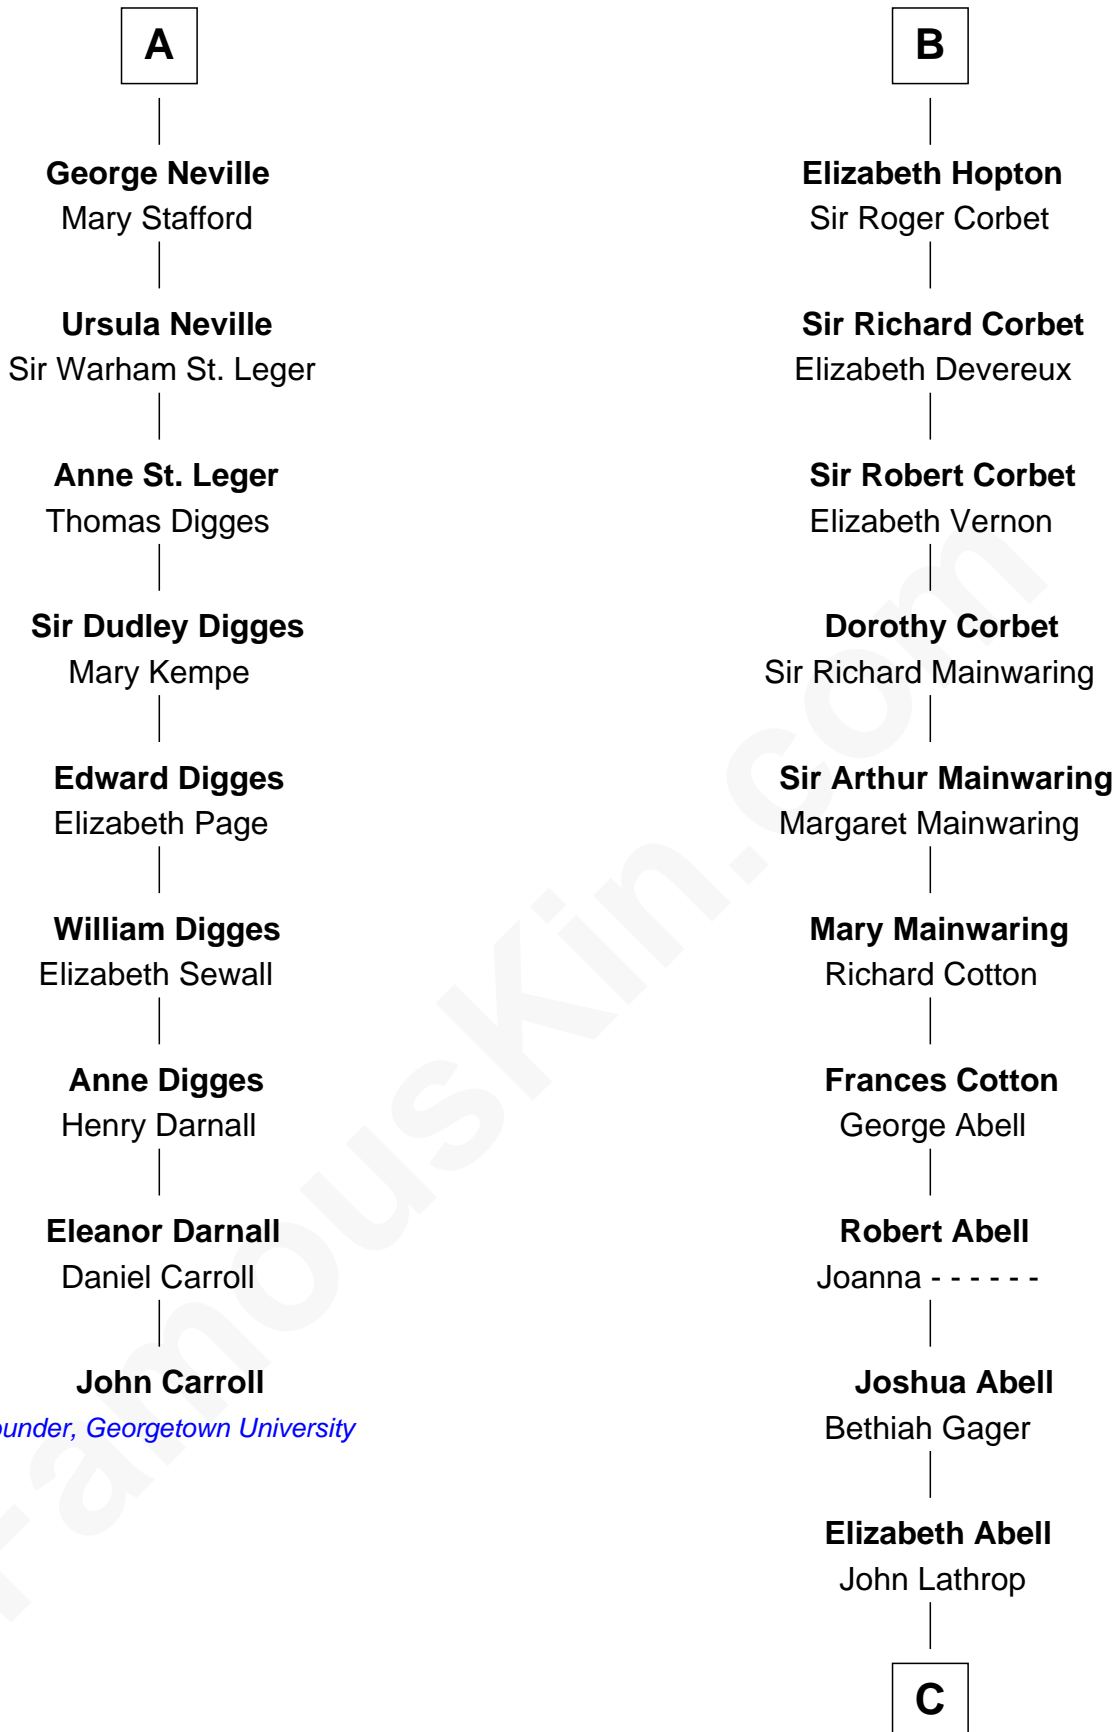 A
George Neville
Mary Stafford
Ursula Neville
Sir Warham St. Leger
Anne St. Leger
Thomas Digges
Sir Dudley Digges
Mary Kempe
Edward Digges
Elizabeth Page
William Digges
Elizabeth Sewall
Anne Digges
Henry Darnall
Eleanor Darnall
Daniel Carroll
John Carroll
ounder, Georgetown University
B
Elizabeth Hopton
Sir Roger Corbet
Sir Richard Corbet
Elizabeth Devereux
Sir Robert Corbet
Elizabeth Vernon
Dorothy Corbet
Sir Richard Mainwaring
Sir Arthur Mainwaring
Margaret Mainwaring
Mary Mainwaring
Richard Cotton
Frances Cotton
George Abell
Robert Abell
Joanna - - - - - -
Joshua Abell
Bethiah Gager
Elizabeth Abell
John Lathrop
C
FamousKin.com